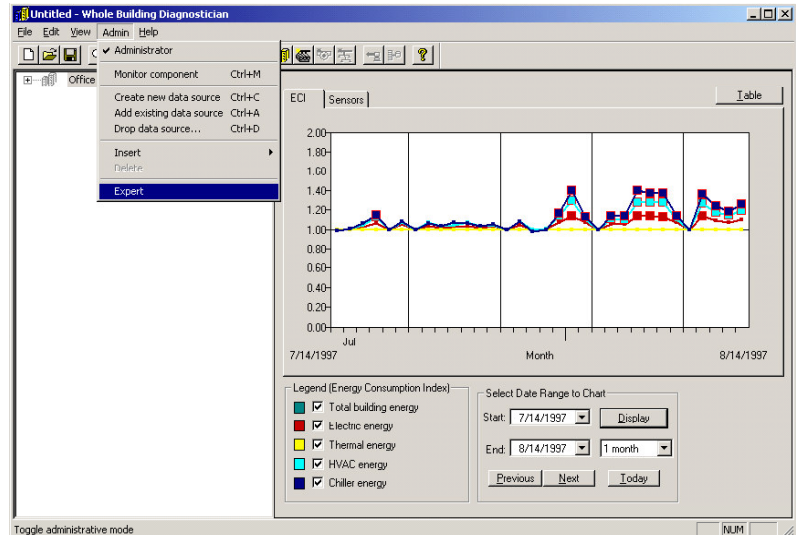 Untitled - Whole Building Diagnostician
File Edit View Admin Help
Administrator
Monitor component Ctrl+M
Create new data source Ctrl+C
Add existing data source Ctrl+A
Drop data source... Ctrl+D
Insert
Delete
Expert
Office
ECI Sensors Table
2.00
1.80
1.60
1.40
1.20
1.00
0.80
0.60
0.40
0.20
0.00
Jul
7/14/1997 Month 8/14/1997
Legend (Energy Consumption Index)
Total building energy
Electric energy
Thermal energy
HVAC energy
Chiller energy
Select Date Range to Chart
Start: 7/14/1997 Display
End: 8/14/1997 1 month
Previous Next Today
Toggle administrative mode NUM